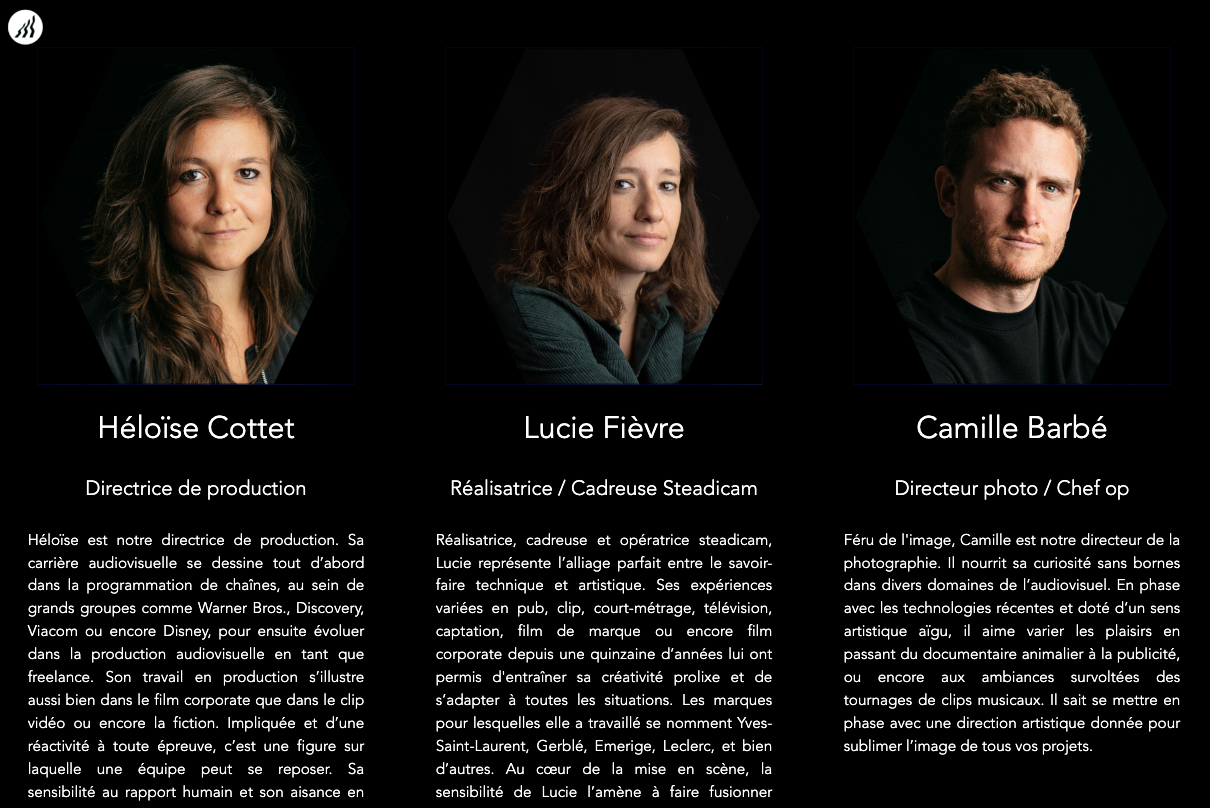 Héloïse Cottet
Directrice de production
Héloïse est notre directrice de production. Sa
carrière audiovisuelle se dessine tout d’abord
dans la programmation de chaînes, au sein de
grands groupes comme Warner Bros., Discovery,
Viacom ou encore Disney, pour ensuite évoluer
dans la production audiovisuelle en tant que
freelance. Son travail en production s’illustre
aussi bien dans le film corporate que dans le clip
vidéo ou encore la fiction. Impliquée et d’une
réactivité à toute épreuve, c’est une figure sur
laquelle une équipe peut se reposer. Sa
sensibilité au rapport humain et son aisance en
Lucie Fièvre
Réalisatrice / Cadreuse Steadicam
Réalisatrice, cadreuse et opératrice steadicam,
Lucie représente l’alliage parfait entre le savoir-
faire technique et artistique. Ses expériences
variées en pub, clip, court-métrage, télévision,
captation, film de marque ou encore film
corporate depuis une quinzaine d’années lui ont
permis d'entraîner sa créativité prolixe et de
s’adapter à toutes les situations. Les marques
pour lesquelles elle a travaillé se nomment Yves-
Saint-Laurent, Gerblé, Emerige, Leclerc, et bien
d’autres. Au cœur de la mise en scène, la
sensibilité de Lucie l’amène à faire fusionner
Camille Barbé
Directeur photo / Chef op
Féru de l'image, Camille est notre directeur de la
photographie. Il nourrit sa curiosité sans bornes
dans divers domaines de l’audiovisuel. En phase
avec les technologies récentes et doté d’un sens
artistique aïgu, il aime varier les plaisirs en
passant du documentaire animalier à la publicité,
ou encore aux ambiances survoltées des
tournages de clips musicaux. Il sait se mettre en
phase avec une direction artistique donnée pour
sublimer l’image de tous vos projets.